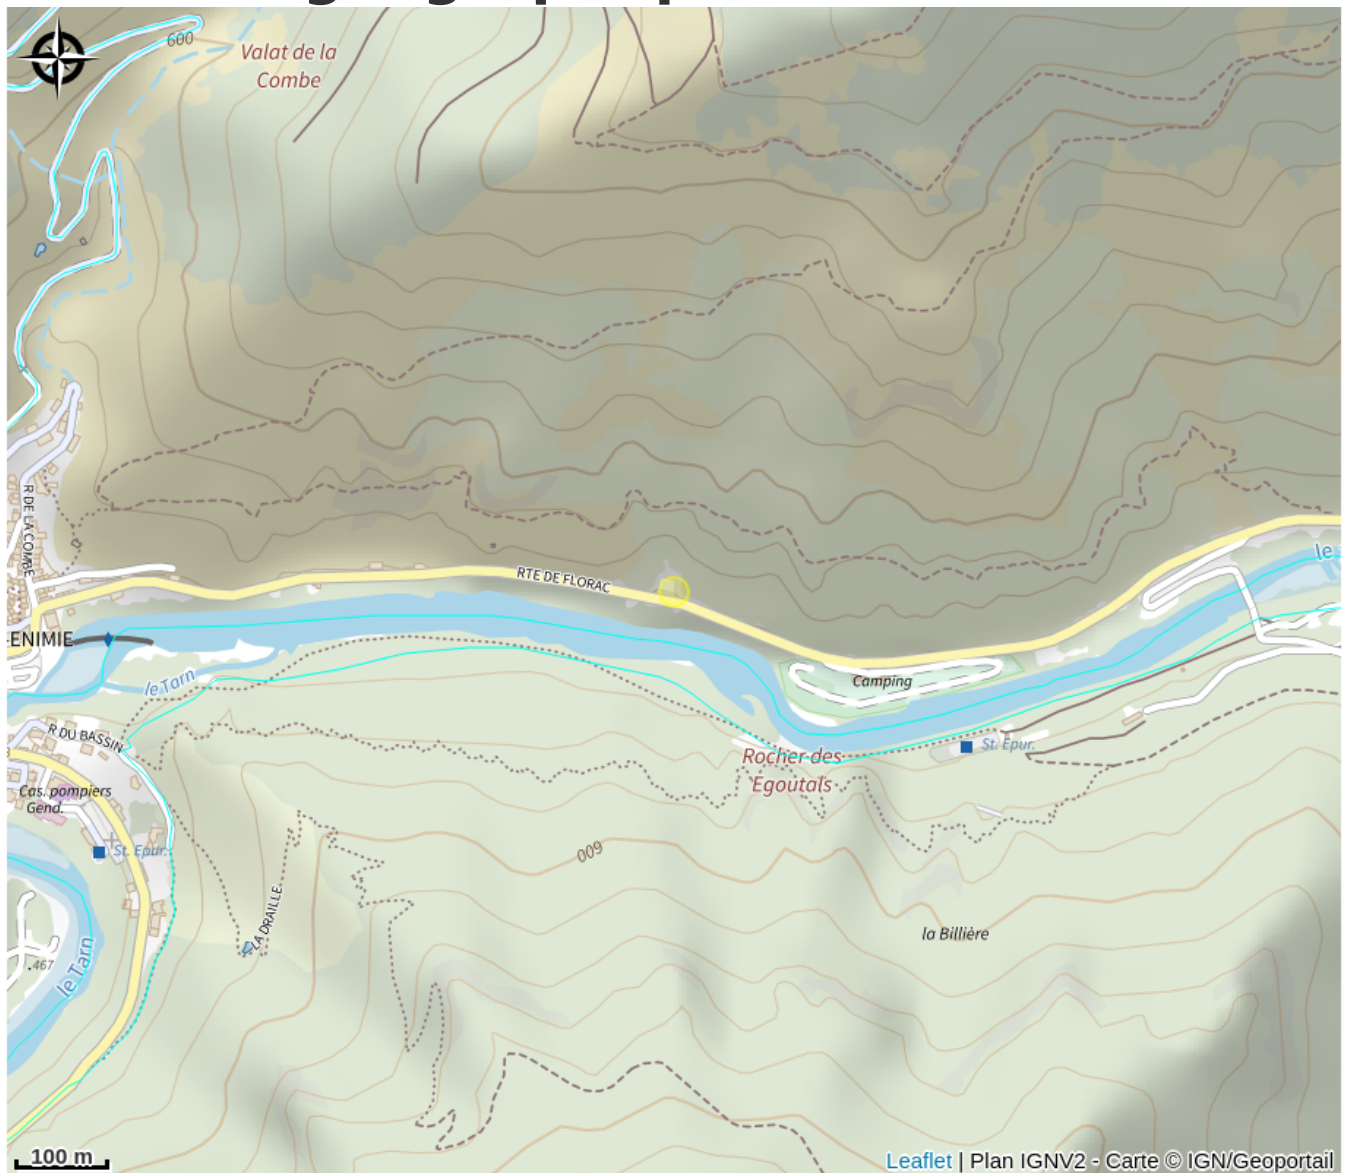 600
Valat de la
Combe
R DE LA COMBE
RTE DE FLORAC
-ENIMIE
le Tarn
le
Camping
R DU BASSIN
Rocher des
Égoutals
St. Epur.
Cas. pompiers
Gend.
St. Epur.
600
LA DRAILLE
la Billière
.467
le Tarn
100 m
Leaflet | Plan IGNV2 - Carte © IGN/Geoportail